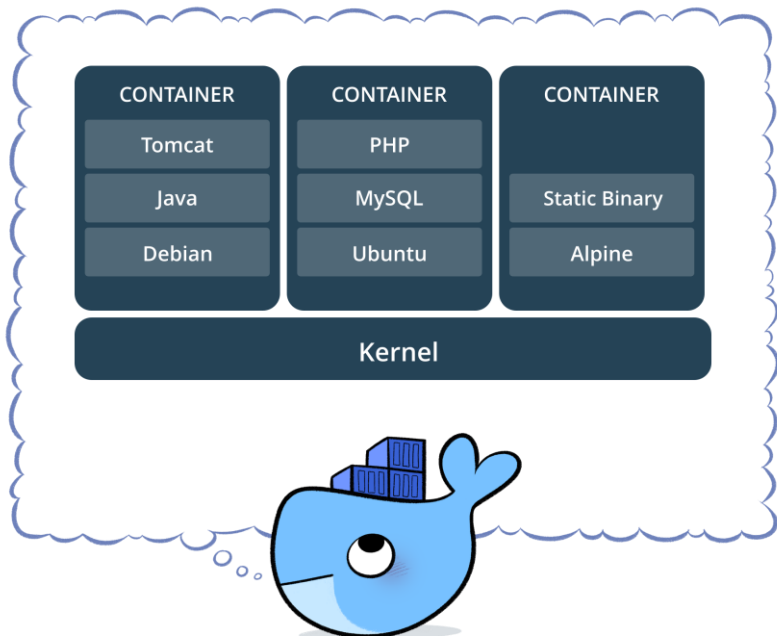 CONTAINER
Tomcat
Java
Debian
CONTAINER
PHP
MySQL
Ubuntu
CONTAINER
Static Binary
Alpine
Kernel